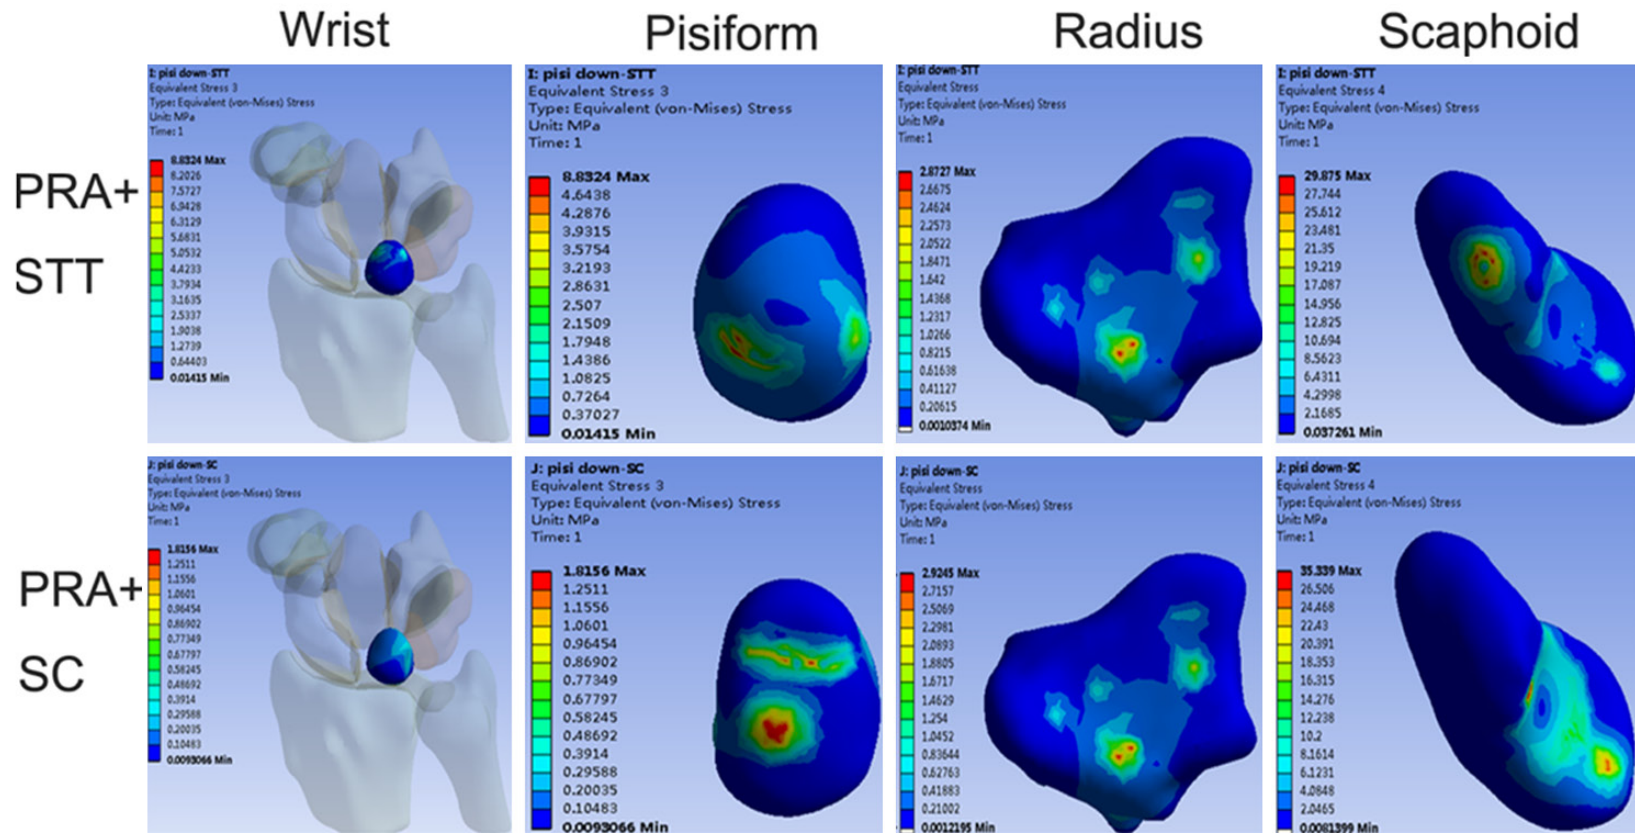 Wrist
Pisiform
Radius
Scaphoid
PRA+
STT
I: pisi down-STT
Equivalent Stress 3
Type: Equivalent (von-Mises) Stress
Unit: MPa
Time: 1
8.8324 Max
8.2026
7.5727
6.9428
6.3129
5.6831
5.0532
4.4233
3.7934
3.1635
2.5337
1.9038
1.2739
0.64403
0.01415 Min
I: pisi down-STT
Equivalent Stress 3
Type: Equivalent (von-Mises) Stress
Unit: MPa
Time: 1
8.8324 Max
4.6438
4.2876
3.9315
3.5754
3.2193
2.8631
2.507
2.1509
1.7948
1.4386
1.0825
0.7264
0.37027
0.01415 Min
I: pisi down-STT
Equivalent Stress
Type: Equivalent (von-Mises) Stress
Unit: MPa
Time: 1
2.8727 Max
2.6675
2.4624
2.2573
2.0522
1.8471
1.642
1.4368
1.2317
1.0266
0.8215
0.61638
0.41127
0.20615
0.0010374 Min
I: pisi down-STT
Equivalent Stress 4
Type: Equivalent (von-Mises) Stress
Unit: MPa
Time: 1
29.875 Max
27.744
25.612
23.481
21.35
19.219
17.087
14.956
12.825
10.694
8.5623
6.4311
4.2998
2.1685
0.037261 Min
PRA+
SC
J: pisi down-SC
Equivalent Stress 3
Type: Equivalent (von-Mises) Stress
Unit: MPa
Time: 1
1.8156 Max
1.2511
1.1556
1.0601
0.96454
0.86902
0.77349
0.67797
0.58245
0.48692
0.3914
0.29588
0.20035
0.10483
0.0093066 Min
J: pisi down-SC
Equivalent Stress 3
Type: Equivalent (von-Mises) Stress
Unit: MPa
Time: 1
1.8156 Max
1.2511
1.1556
1.0601
0.96454
0.86902
0.77349
0.67797
0.58245
0.48692
0.3914
0.29588
0.20035
0.10483
0.0093066 Min
J: pisi down-SC
Equivalent Stress
Type: Equivalent (von-Mises) Stress
Unit: MPa
Time: 1
2.9245 Max
2.7157
2.5069
2.2981
2.0893
1.8805
1.6717
1.4629
1.254
1.0452
0.83644
0.62763
0.41883
0.21002
0.0012195 Min
J: pisi down-SC
Equivalent Stress 4
Type: Equivalent (von-Mises) Stress
Unit: MPa
Time: 1
35.339 Max
26.506
24.468
22.43
20.391
18.353
16.315
14.276
12.238
10.2
8.1614
6.1231
4.0848
2.0465
0.0081399 Min